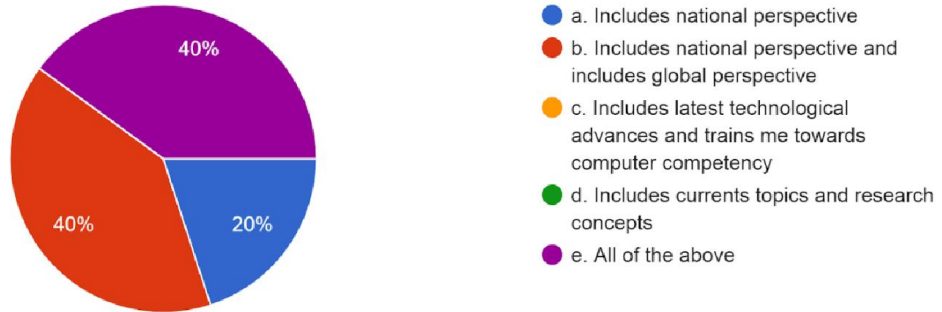 40%
40%
20%
a. Includes national perspective
b. Includes national perspective and
includes global perspective
c. Includes latest technological
advances and trains me towards
computer competency
d. Includes currents topics and research
concepts
e. All of the above